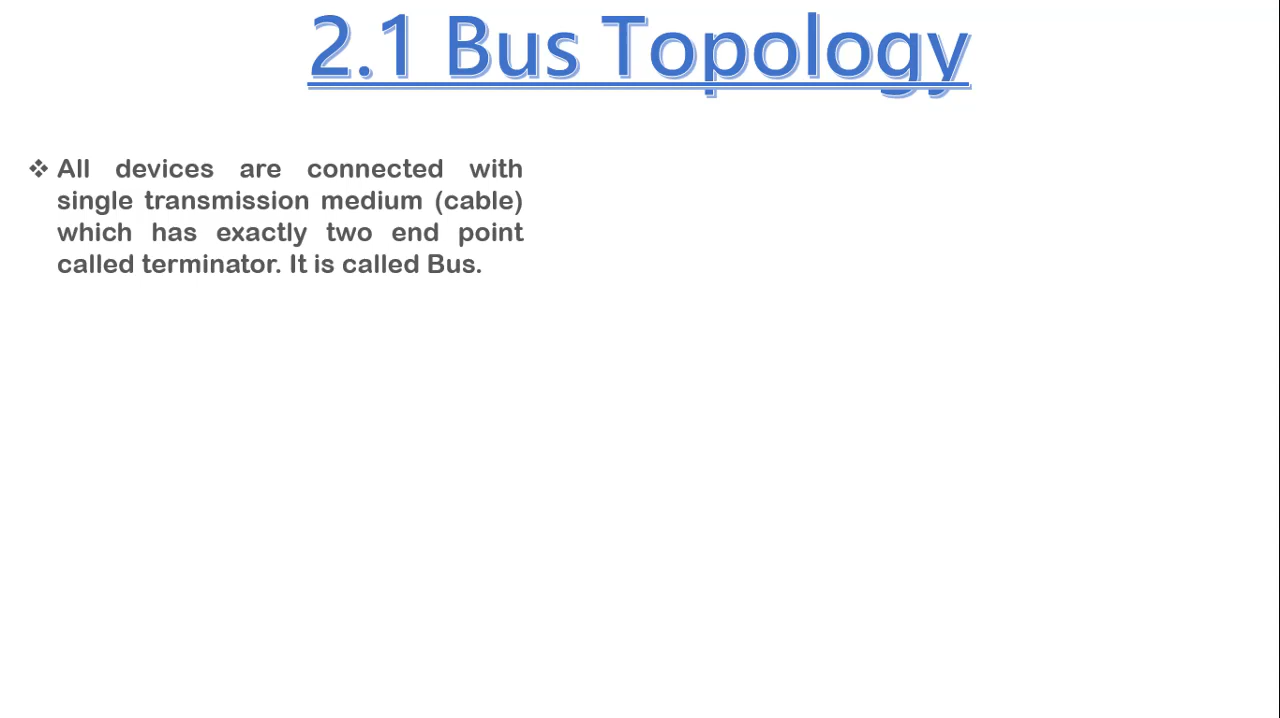 2.1 Bus Topology
❖ All devices are connected with
single transmission medium (cable)
which has exactly two end point
called terminator. It is called Bus.